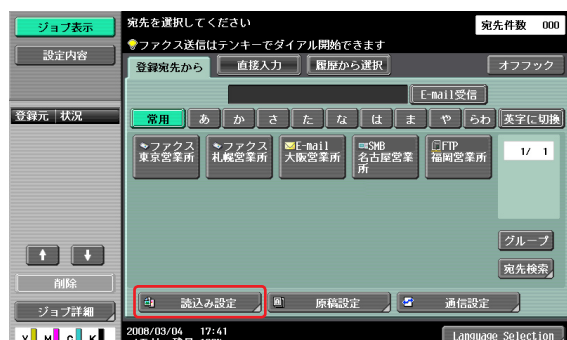 ジョブ表示
設定内容
登録元 状況
削除
ジョブ詳細
Y M C K
宛先を選択してください
宛先件数 000
ファクス送信はテンキーでダイアル開始できます
登録宛先から 直接入力 履歴から選択 オフフック
E-mail受信
常用 あ か さ た な は ま や らわ 英字に切換
ファクス
東京営業所
ファクス
札幌営業所
E-mail
大阪営業所
SMB
名古屋営業
所
FTP
福岡営業所
1/ 1
グループ
宛先検索
読込み設定 原稿設定 通信設定
2008/03/04 17:41
Language Selection